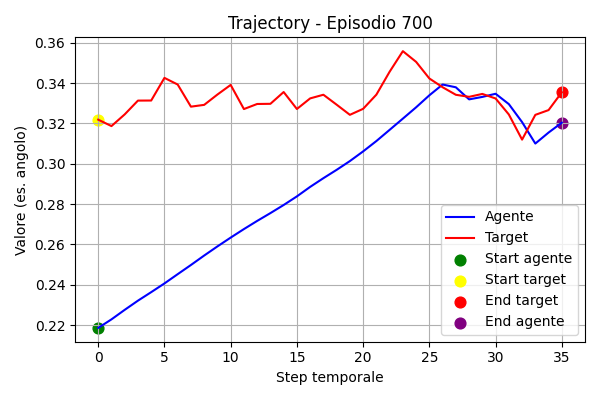 Trajectory - Episodio 700
Valore (es. angolo)
0.36
0.34
0.32
0.30
0.28
0.26
0.24
0.22
Agente
Target
Start agente
Start target
End target
End agente
0 5 10 15 20 25 30 35
Step temporale